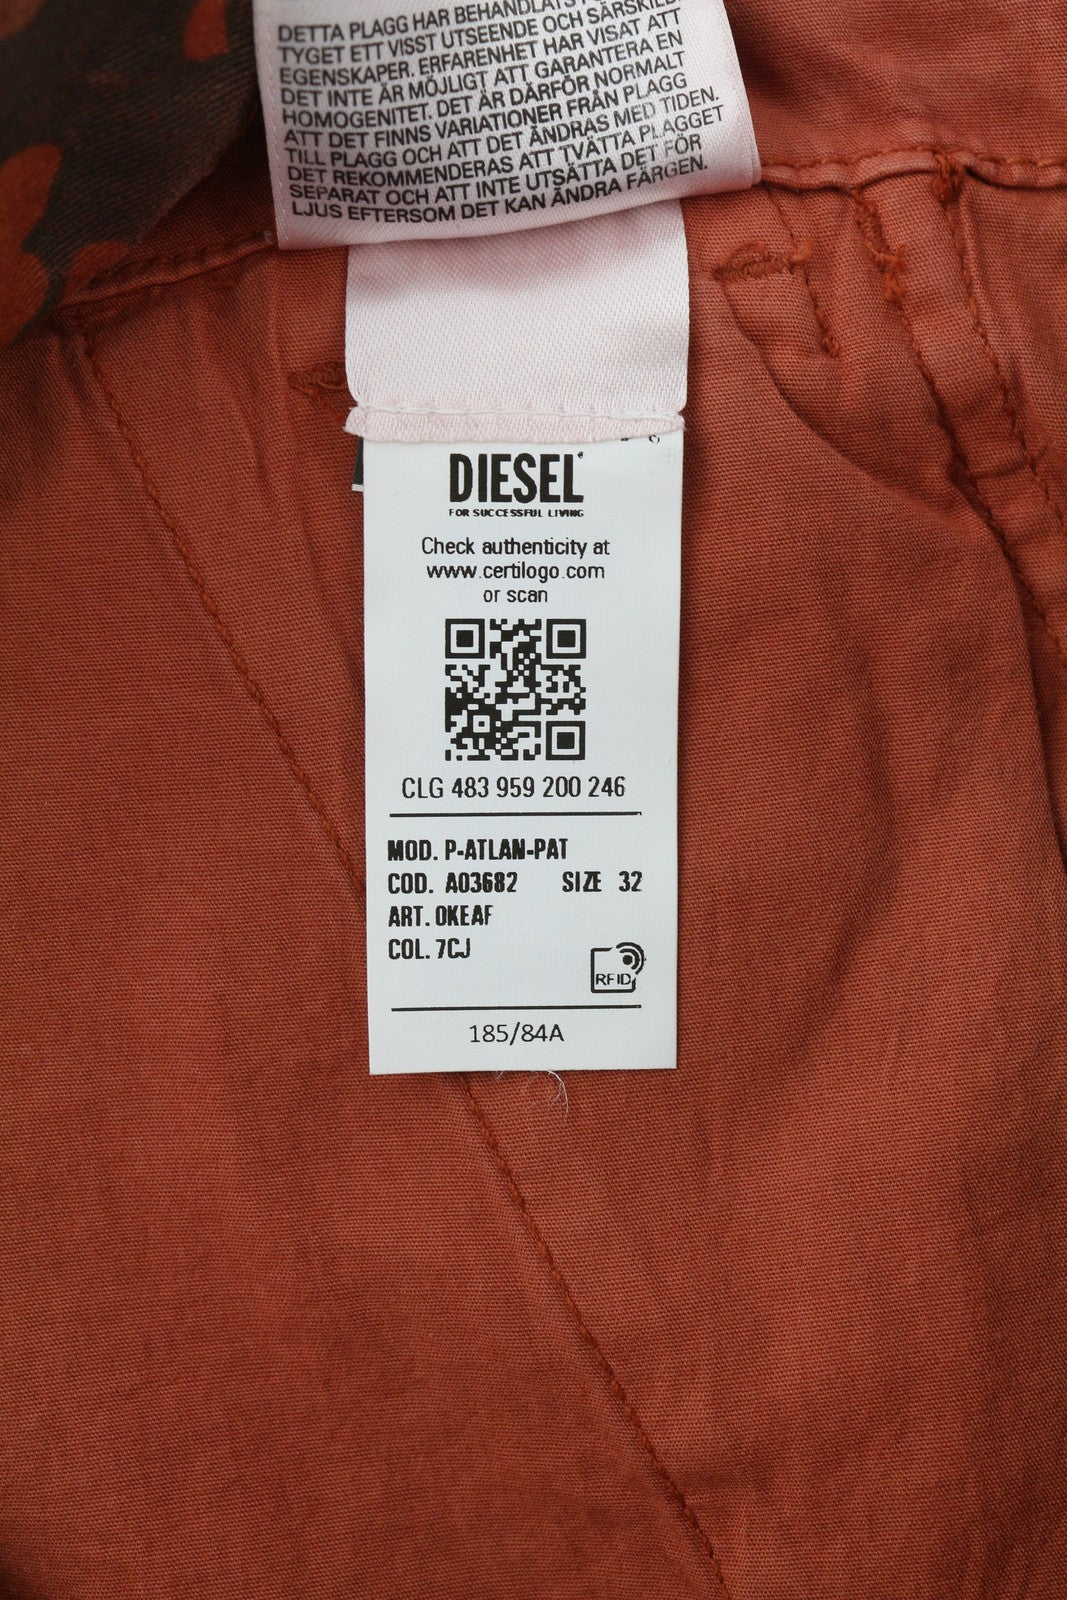 DETTA PLAGG HAR BEHANDLATS
TYGET ETT VISST UTSEENDE OCH SÄRSKILD
EGENSKAPER. ERFARENHET HAR VISAT ATT
DET INTE ÄR MÖJLIGT ATT GARANTERA EN
HOMOGENITET. DET ÄR DÄRFÖR NORMALT
ATT DET FINNS VARIATIONER FRÅN PLAGG
TILL PLAGG OCH ATT DET ÄNDRAS MED TIDEN.
DET REKOMMENDERAS ATT TVÄTTA PLAGGET
SEPARAT OCH ATT INTE UTSÄTTA DET FÖR
LJUS EFTERSOM DET KAN ÄNDRA FÄRGEN.
DIESEL
FOR SUCCESSFUL LIVING
Check authenticity at
www.certilogo.com
or scan
CLG 483 959 200 246
MOD. P-ATLAN-PAT
COD. A03682 SIZE 32
ART. 0KEAF
COL. 7CJ
RFID
185/84A